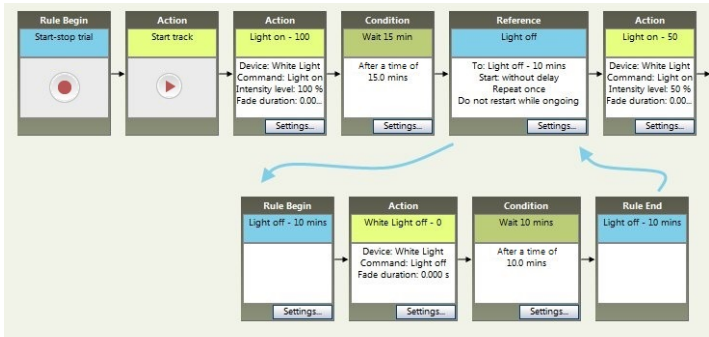 Rule Begin
Start-stop trial
Action
Start track
Action
Light on - 100
Device: White Light
Command: Light on
Intensity level: 100 %
Fade duration: 0.00...
Settings...
Condition
Wait 15 min
After a time of
15.0 mins
Settings...
Reference
Light off
To: Light off - 10 mins
Start: without delay
Repeat once
Do not restart while ongoing
Settings...
Action
Light on - 50
Device: White Light
Command: Light on
Intensity level: 50 %
Fade duration: 0.00...
Settings...
Rule Begin
Light off - 10 mins
Settings...
Action
White Light off - 0
Device: White Light
Command: Light off
Fade duration: 0.000 s
Settings...
Condition
Wait 10 mins
After a time of
10.0 mins
Settings...
Rule End
Light off - 10 mins